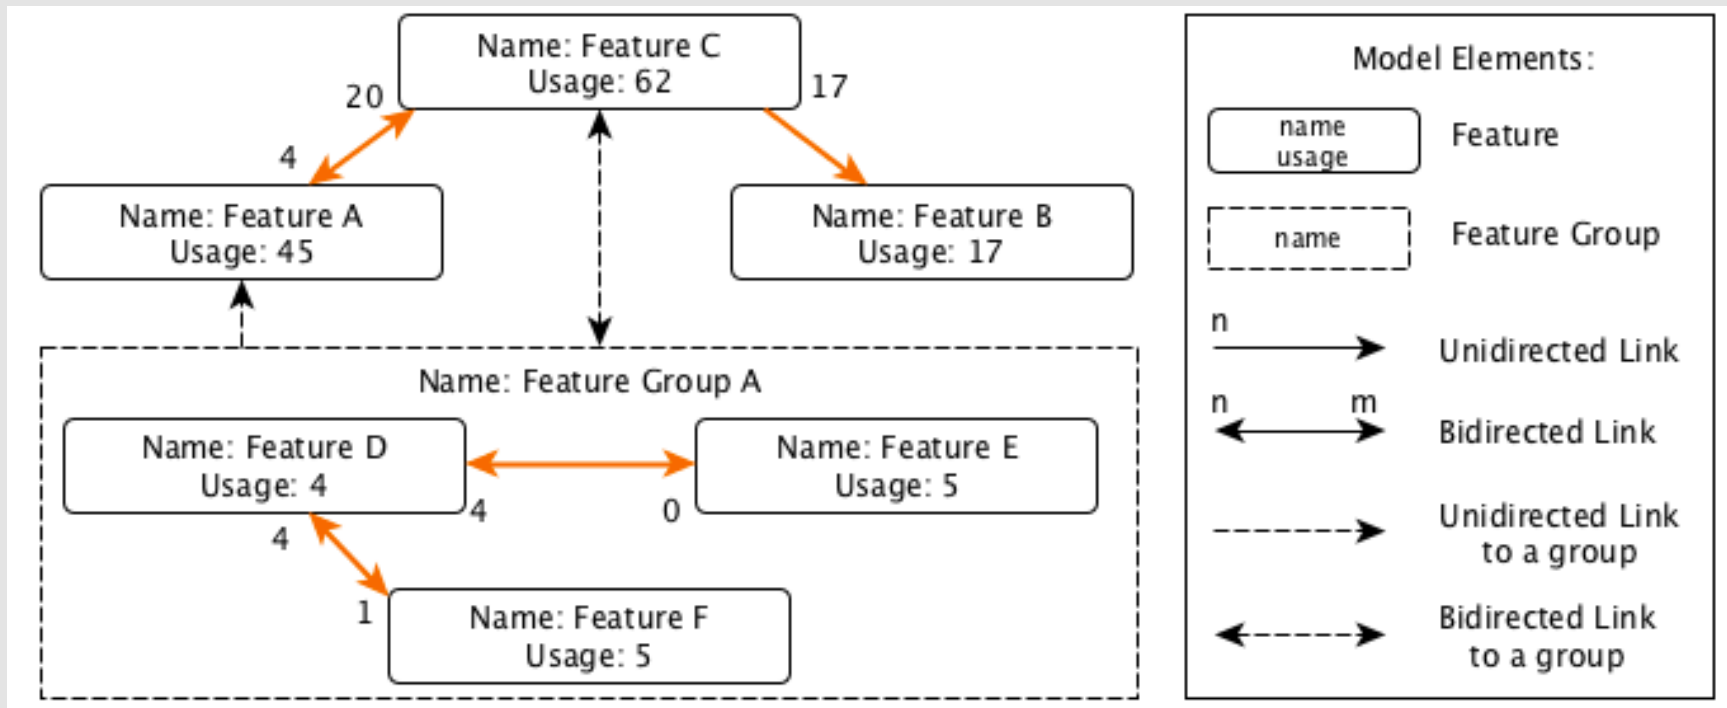 Name: Feature C
Usage: 62
20
17
4
Name: Feature A
Usage: 45
Name: Feature B
Usage: 17
Name: Feature Group A
Name: Feature D
Usage: 4
Name: Feature E
Usage: 5
4
0
4
1
Name: Feature F
Usage: 5
Model Elements:
name
usage
Feature
name
Feature Group
n
Unidirected Link
n
m
Bidirected Link
Unidirected Link
to a group
Bidirected Link
to a group